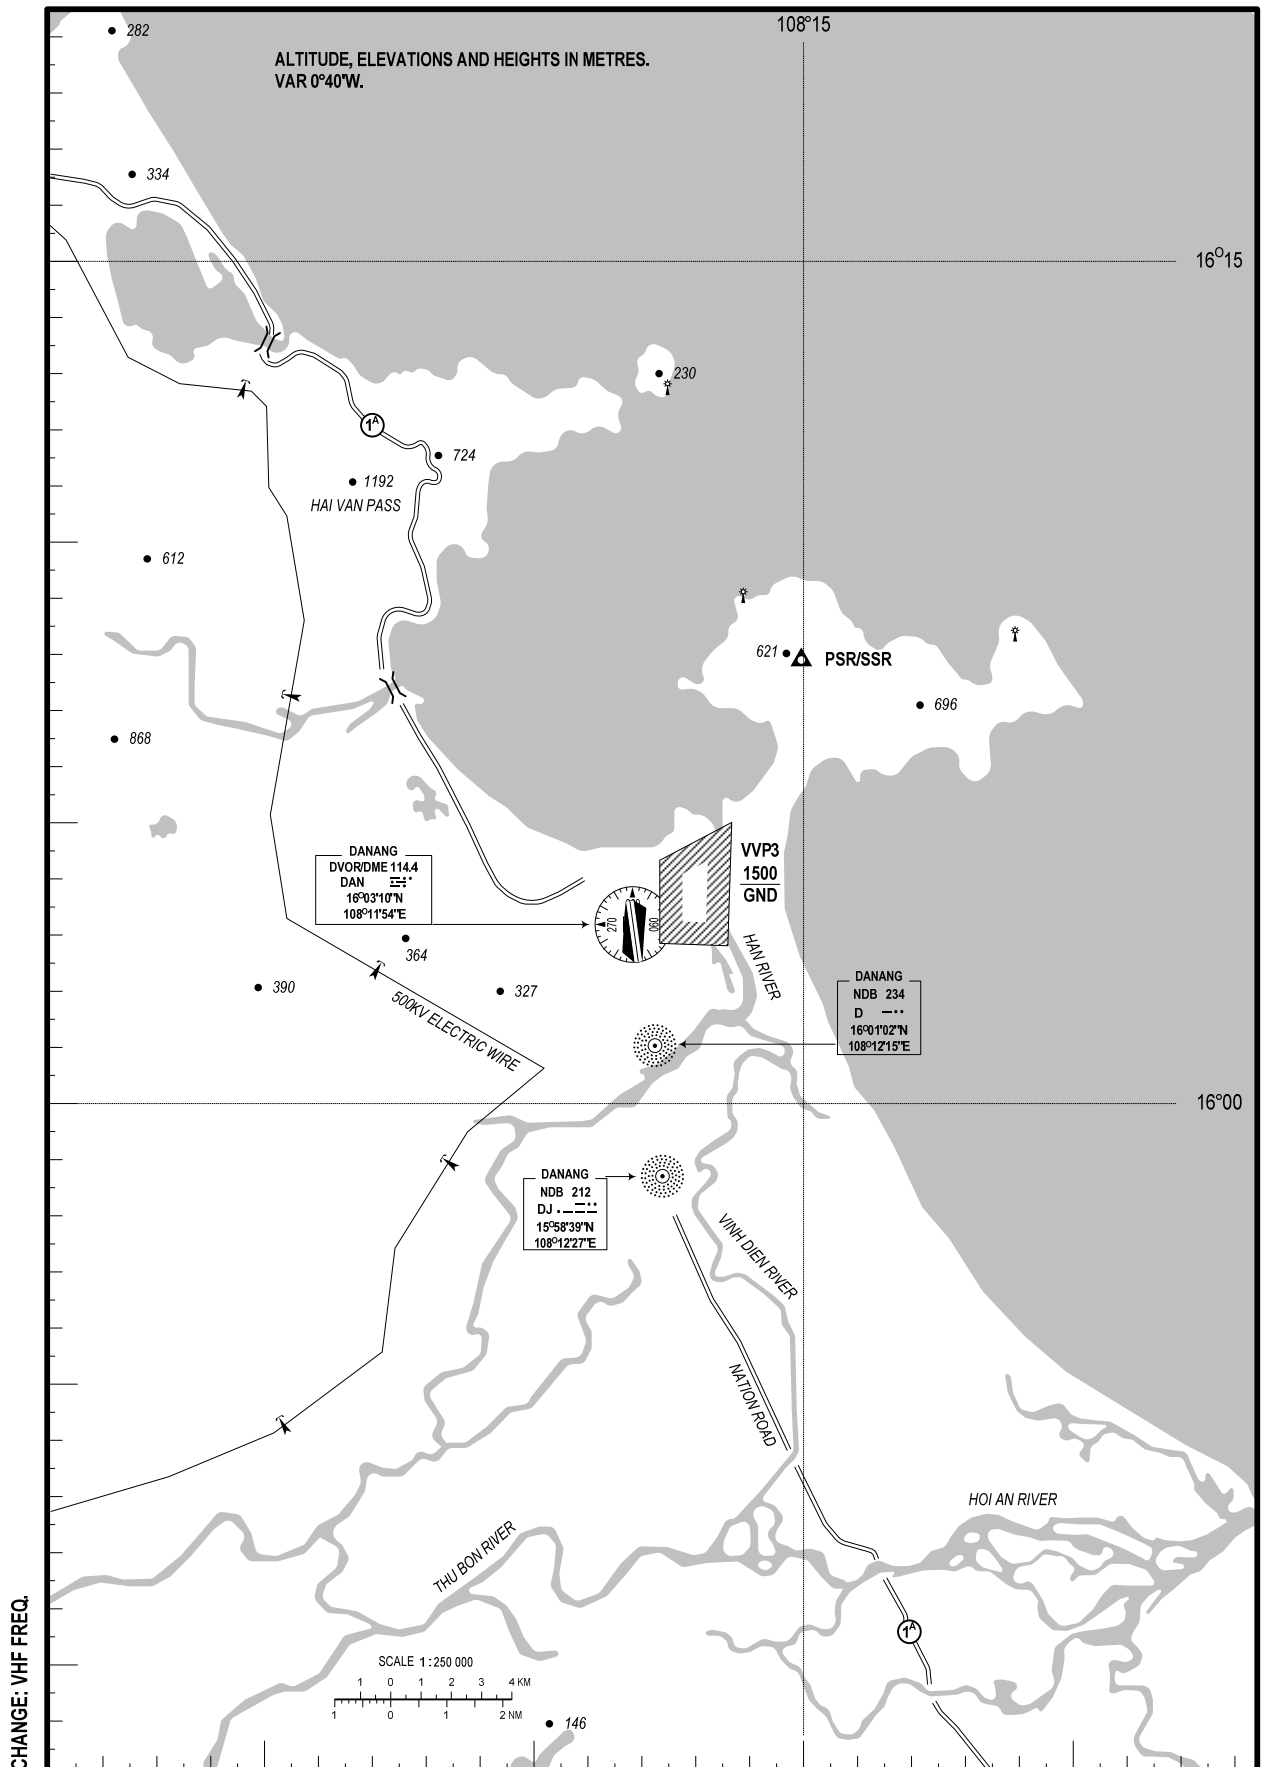 108°15
282
ALTITUDE, ELEVATIONS AND HEIGHTS IN METRES.
VAR 0°40'W.
334
16°15
230
1A
724
1192
HAI VAN PASS
612
621
PSR/SSR
696
868
VVP3
1500
GND
DANANG
DVOR/DME 114.4
DAN
16°03'10"N
108°11'54"E
270
060
364
HAN RIVER
390
327
500KV ELECTRIC WIRE
DANANG
NDB 234
D
16°01'02"N
108°12'15"E
16°00
DANANG
NDB 212
DJ
15°58'39"N
108°12'27"E
VINH DIEN RIVER
NATION ROAD
HOI AN RIVER
THU BON RIVER
1A
SCALE 1:250 000
1 0 1 2 3 4 KM
1 0 1 2 NM
146
CHANGE: VHF FREQ.